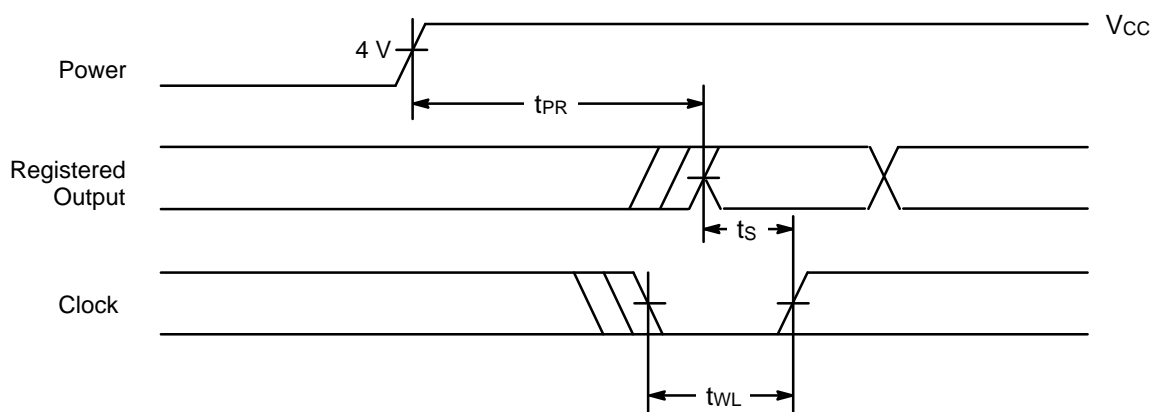 VCC
4 V
Power
tPR
Registered
Output
tS
Clock
tWL